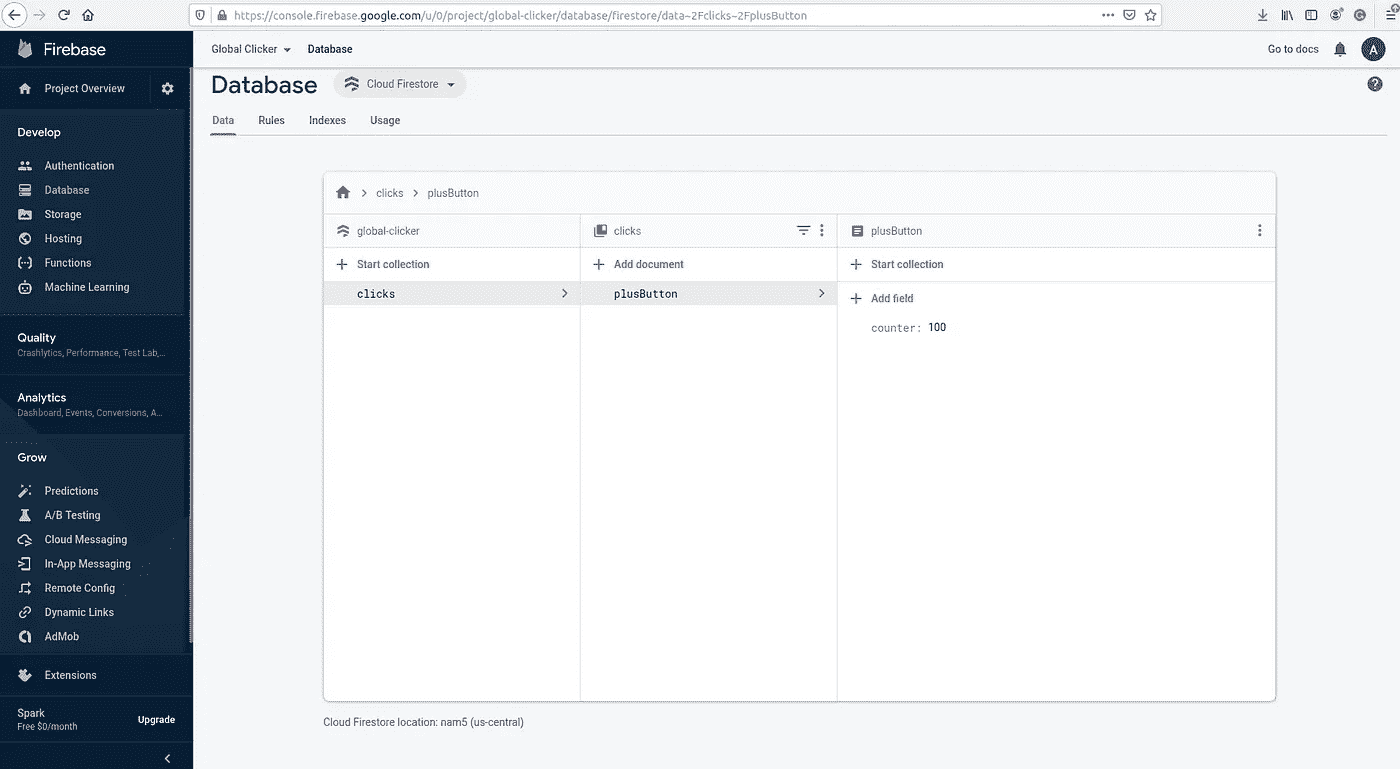 https://console.firebase.google.com/u/0/project/global-clicker/database/firestore/data~2Fclicks~2FplusButton
Firebase
Global Clicker Database Go to docs A
Project Overview
Database Cloud Firestore
Data Rules Indexes Usage
Develop
Authentication
Database
Storage
Hosting
Functions
Machine Learning
Quality
Crashlytics, Performance, Test Lab,...
Analytics
Dashboard, Events, Conversions, A...
Grow
Predictions
A/B Testing
Cloud Messaging
In-App Messaging
Remote Config
Dynamic Links
AdMob
Extensions
Spark
Free $0/month
Upgrade
clicks plusButton
global-clicker clicks plusButton
Start collection Add document Start collection
clicks plusButton Add field
counter: 100
Cloud Firestore location: nam5 (us-central)